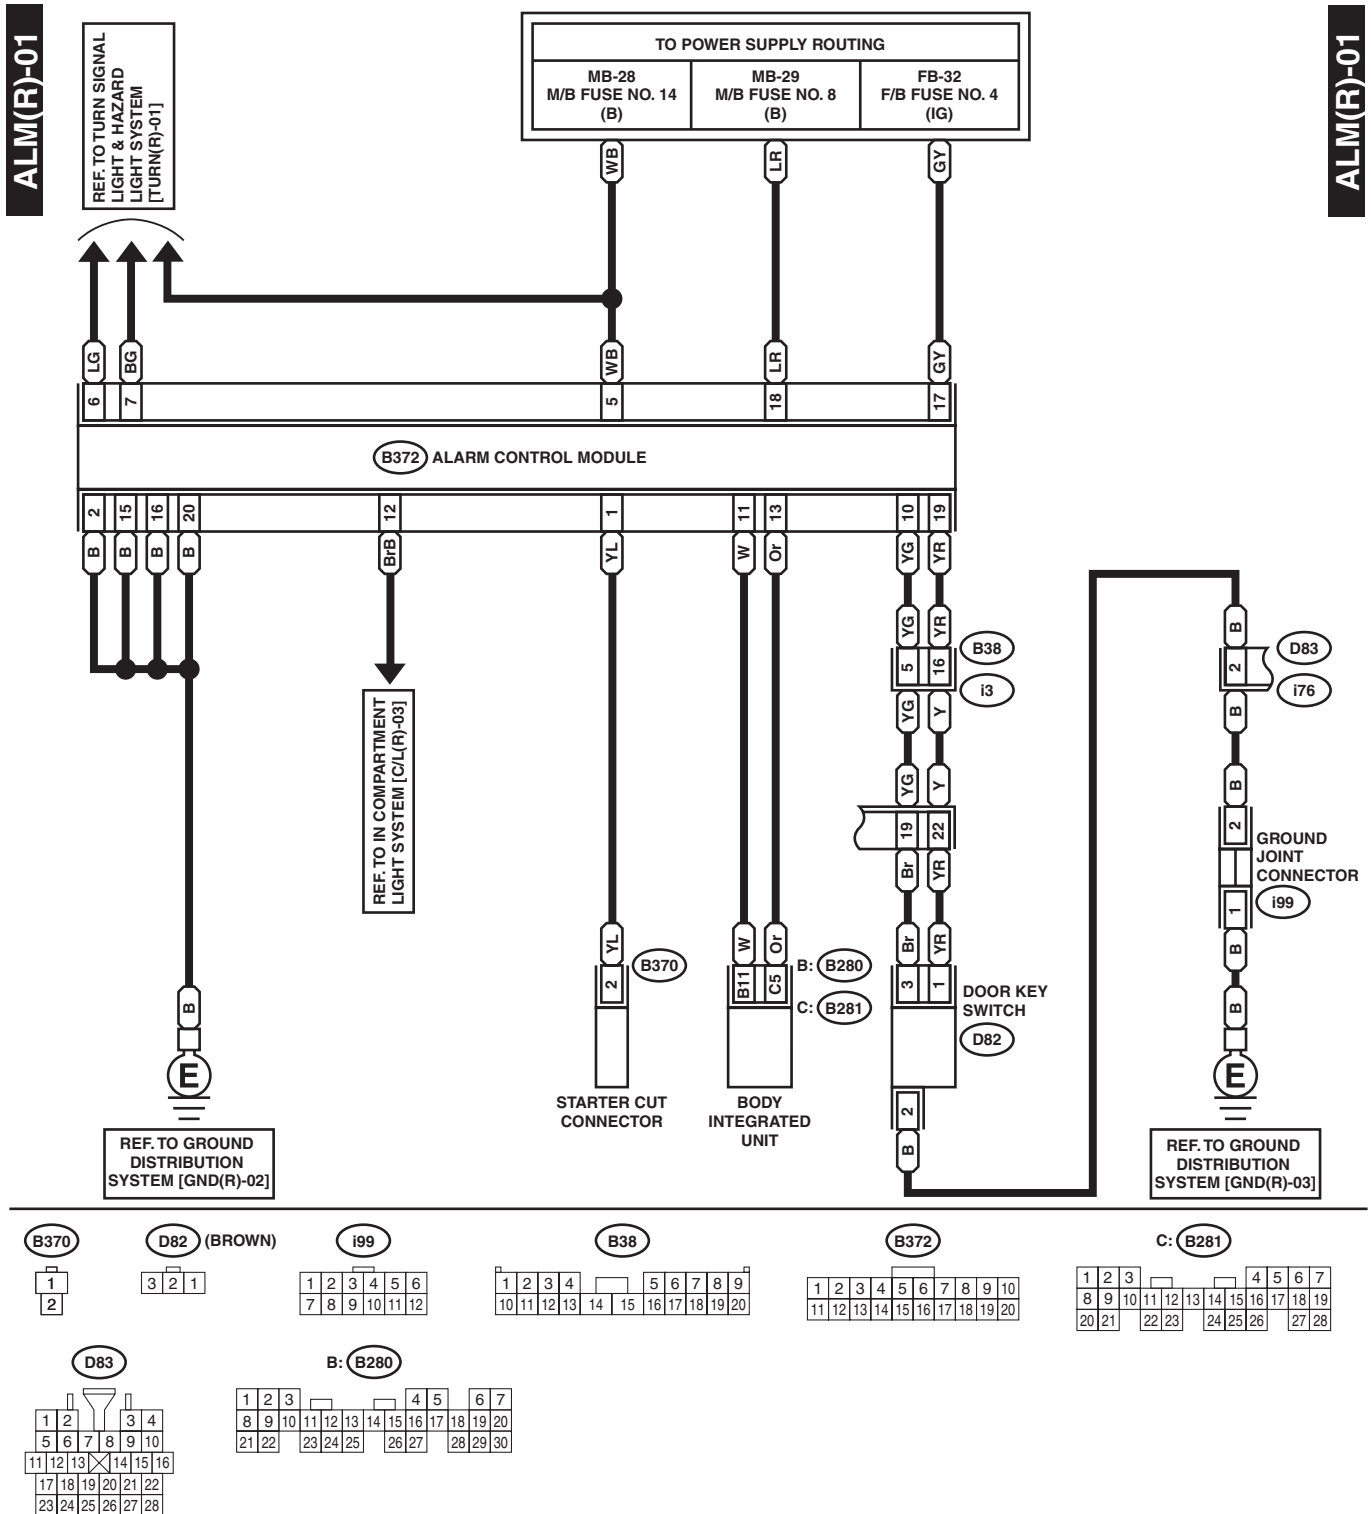 ALM(R)-01
ALM(R)-01
REF. TO TURN SIGNAL
LIGHT & HAZARD
LIGHT SYSTEM
[TURN(R)-01]
TO POWER SUPPLY ROUTING
MB-28
M/B FUSE NO. 14
(B)
MB-29
M/B FUSE NO. 8
(B)
FB-32
F/B FUSE NO. 4
(IG)
WB
LR
GY
LG
BG
WB
LR
GY
6
7
5
18
17
B372 ALARM CONTROL MODULE
2
15
16
20
12
1
11
13
10
19
B
B
B
B
BrB
YL
W
Or
YG
YR
B
YG
YR
B38
5
16
i3
YG
Y
2
D83
i76
B
REF. TO IN COMPARTMENT
LIGHT SYSTEM [C/L(R)-03]
YG
Y
B
19
22
2
GROUND
JOINT
CONNECTOR
i99
Br
YR
1
B
YL
W
Or
Br
YR
2
B370
B11
C5
B: B280
C: B281
3
1
DOOR KEY
SWITCH
D82
B
B
E
E
STARTER CUT
CONNECTOR
BODY
INTEGRATED
UNIT
2
B
REF. TO GROUND
DISTRIBUTION
SYSTEM [GND(R)-02]
REF. TO GROUND
DISTRIBUTION
SYSTEM [GND(R)-03]
B370
1
2
D82 (BROWN)
3 2 1
i99
1 2 3 4 5 6
7 8 9 10 11 12
B38
1 2 3 4 5 6 7 8 9
10 11 12 13 14 15 16 17 18 19 20
B372
1 2 3 4 5 6 7 8 9 10
11 12 13 14 15 16 17 18 19 20
C: B281
1 2 3 4 5 6 7
8 9 10 11 12 13 14 15 16 17 18 19
20 21 22 23 24 25 26 27 28
D83
1 2 3 4
5 6 7 8 9 10
11 12 13 14 15 16
17 18 19 20 21 22
23 24 25 26 27 28
B: B280
1 2 3 4 5 6 7
8 9 10 11 12 13 14 15 16 17 18 19 20
21 22 23 24 25 26 27 28 29 30